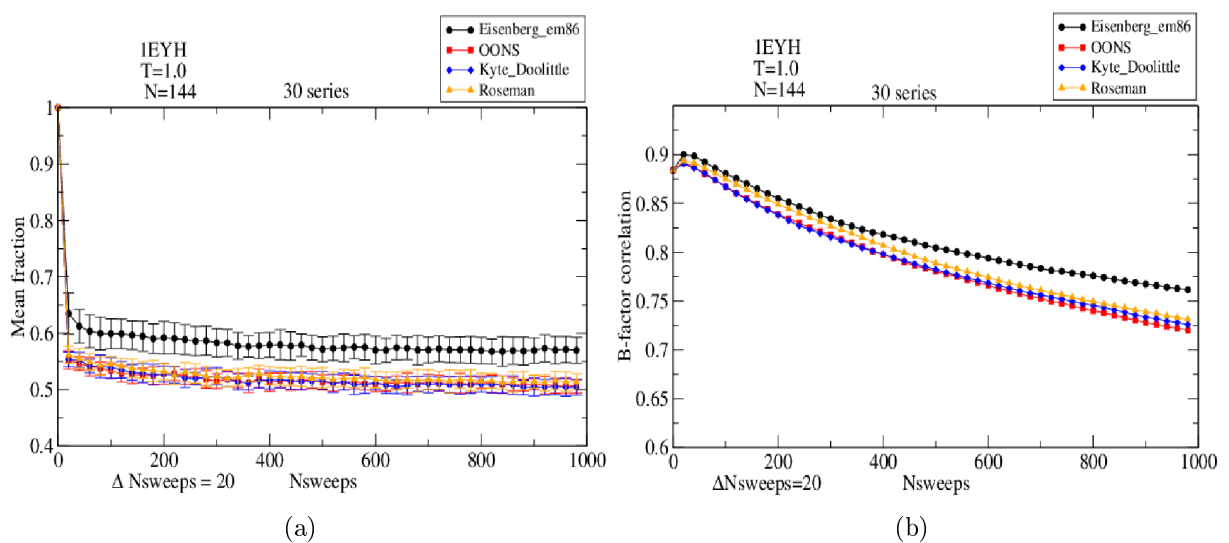 Eisenberg_em86
OONS
Kyte_Doolittle
Roseman
1EYH
T=1.0
N=144
30 series
Mean fraction
1
0.9
0.8
0.7
0.6
0.5
0.4
0
200
400
600
800
1000
Δ Nsweeps = 20
Nsweeps
(a)
Eisenberg_em86
OONS
Kyte_Doolittle
Roseman
1EYH
T=1.0
N=144
30 series
B-factor correlation
0.9
0.85
0.8
0.75
0.7
0.65
0.6
0
200
400
600
800
1000
ΔNsweeps=20
Nsweeps
(b)